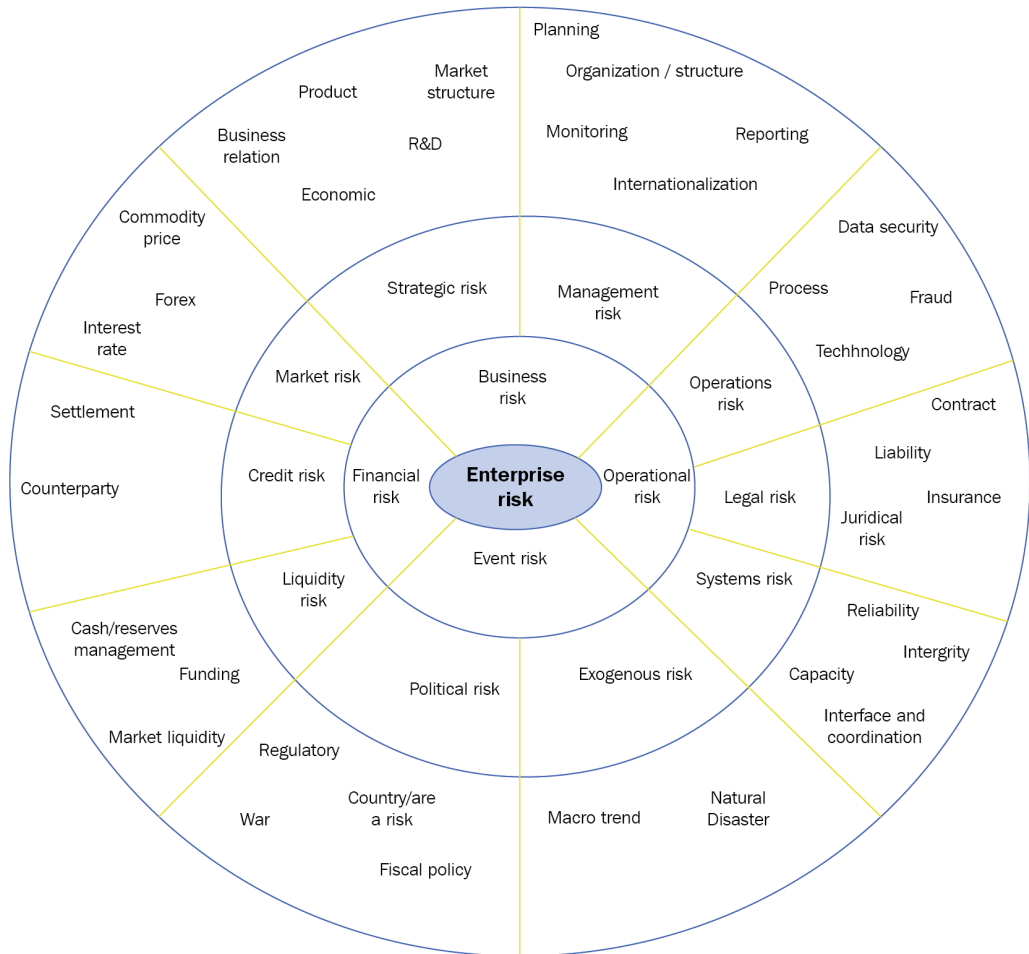 Planning
Organization / structure
Market
structure
Product
Monitoring
Reporting
Business
relation
R&D
Internationalization
Economic
Commodity
price
Data security
Strategic risk
Management
risk
Process
Fraud
Forex
Interest
rate
Techhnology
Market risk
Business
risk
Operations
risk
Settlement
Contract
Liability
Counterparty
Credit risk
Financial
risk
Enterprise
risk
Operational
risk
Legal risk
Insurance
Juridical
risk
Event risk
Liquidity
risk
Systems risk
Reliability
Cash/reserves
management
Intergrity
Funding
Political risk
Exogenous risk
Capacity
Interface and
coordination
Market liquidity
Regulatory
War
Country/are
a risk
Macro trend
Natural
Disaster
Fiscal policy